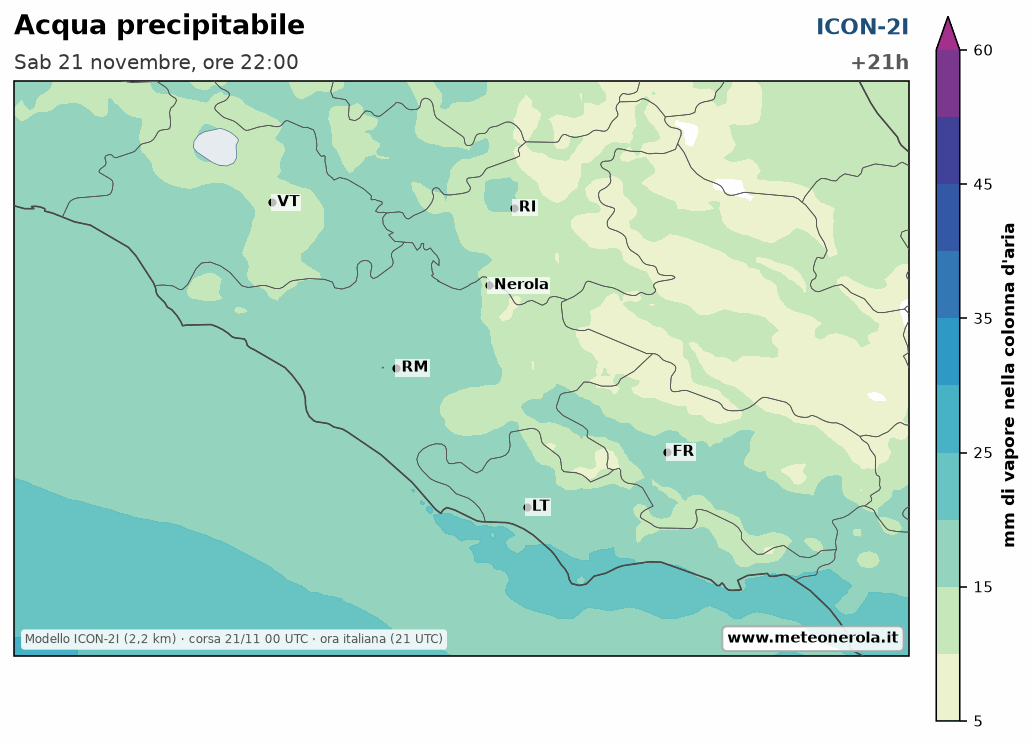 Acqua precipitabile
ICON-2I
Sab 21 novembre, ore 22:00
+21h
60
45
35
25
15
5
mm di vapore nella colonna d'aria
VT
RI
Nerola
RM
FR
LT
Modello ICON-2I (2,2 km) · corsa 21/11 00 UTC · ora italiana (21 UTC)
www.meteonerola.it